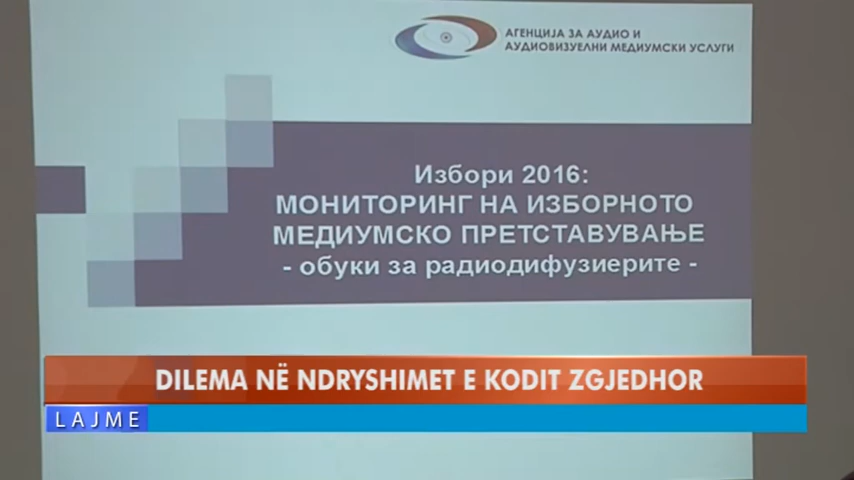 АГЕНЦИЈА ЗА АУДИО И
АУДИОВИЗУЕЛНИ МЕДИУМСКИ УСЛУГИ
Избори 2016:
МОНИТОРИНГ НА ИЗБОРНОТО
МЕДИУМСКО ПРЕТСТАВУВАЊЕ
- обуки за радиодифузиерите -
DILEMA NË NDRYSHIMET E KODIT ZGJEDHOR
LAJME